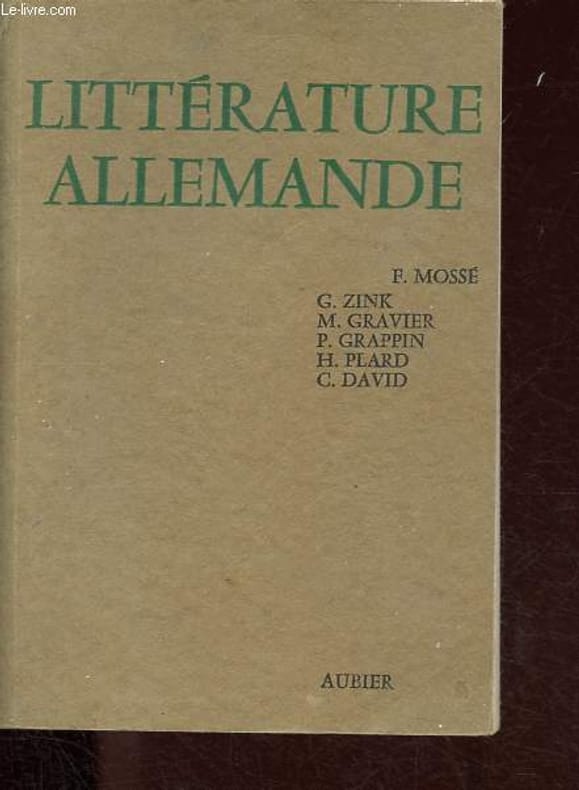 Le-livre.com
LITTÉRATURE
ALLEMANDE
F. MOSSÉ
G. ZINK
M. GRAVIER
P. GRAPPIN
H. PLARD
C. DAVID
AUBIER